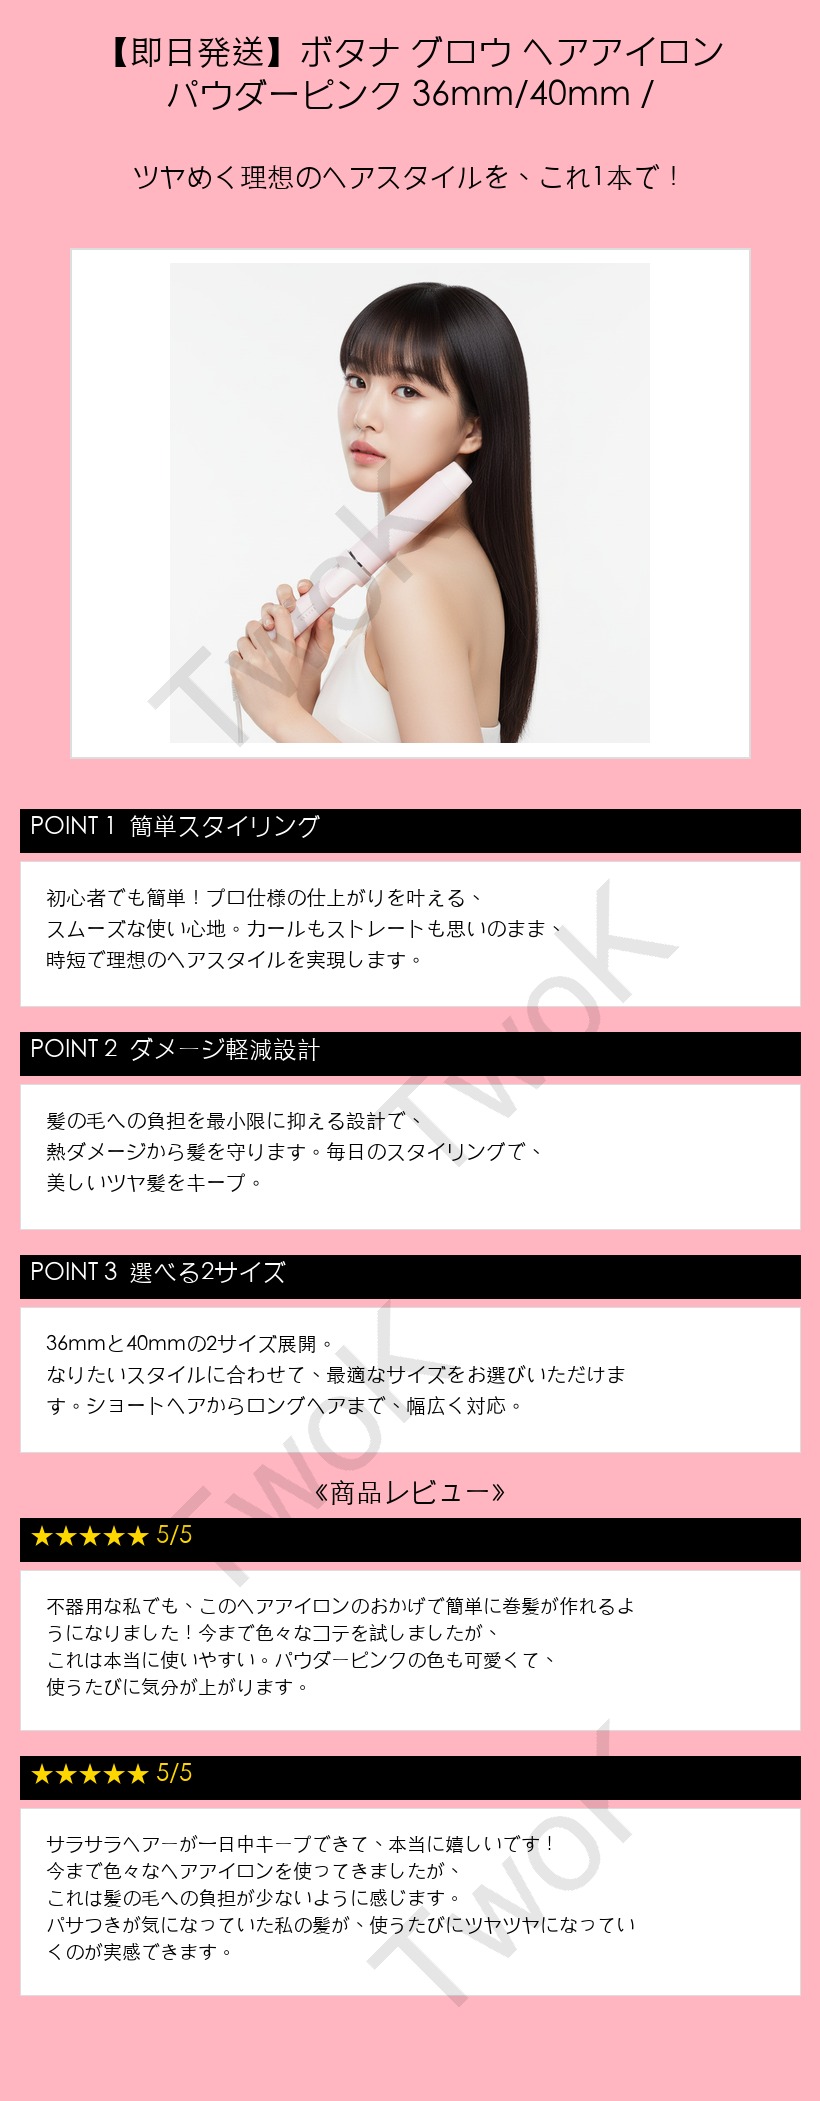 【即日発送】ボタナ グロウ ヘアアイロン
パウダーピンク 36mm/40mm /
ツヤめく理想のヘアスタイルを、これ1本で！
TwoK
POINT 1 簡単スタイリング
初心者でも簡単！プロ仕様の仕上がりを叶える、
スムーズな使い心地。カールもストレートも思いのまま、
時短で理想のヘアスタイルを実現します。
TwoK
POINT 2 ダメージ軽減設計
髪の毛への負担を最小限に抑える設計で、
熱ダメージから髪を守ります。毎日のスタイリングで、
美しいツヤ髪をキープ。
POINT 3 選べる2サイズ
36mmと40mmの2サイズ展開。
なりたいスタイルに合わせて、最適なサイズをお選びいただけま
す。ショートヘアからロングヘアまで、幅広く対応。
TwoK
《商品レビュー》
★★★★★ 5/5
不器用な私でも、このヘアアイロンのおかげで簡単に巻髪が作れるよ
うになりました！今まで色々なコテを試しましたが、
これは本当に使いやすい。パウダーピンクの色も可愛くて、
使うたびに気分が上がります。
★★★★★ 5/5
サラサラヘアーが一日中キープできて、本当に嬉しいです！
今まで色々なヘアアイロンを使ってきましたが、
これは髪の毛への負担が少ないように感じます。
パサつきが気になっていた私の髪が、使うたびにツヤツヤになってい
くのが実感できます。
TwoK